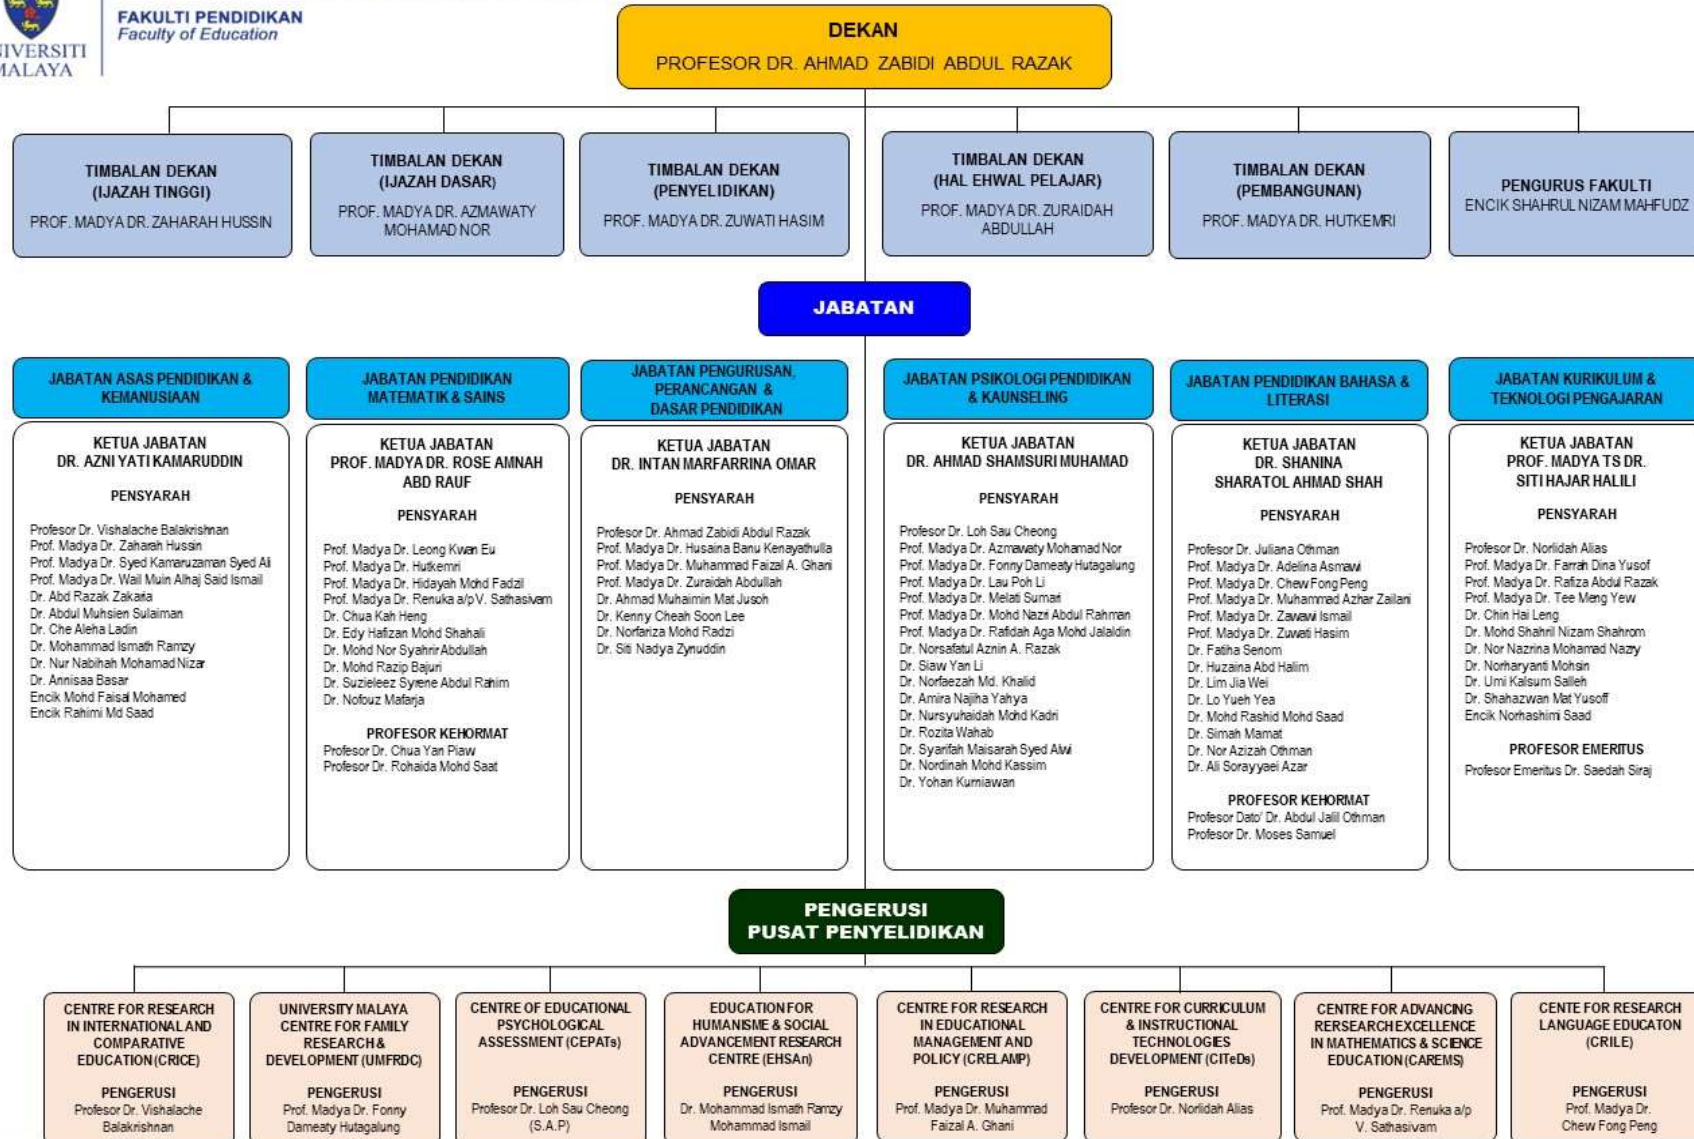 FAKULTI PENDIDIKAN
Faculty of Education
MALAYA
DEKAN
PROFESOR DR. AHMAD ZABIDI ABDUL RAZAK
TIMBALAN DEKAN
(IJAZAH TINGGI)
PROF. MADYA DR. ZAHARAH HUSSIN
TIMBALAN DEKAN
(IJAZAH DASAR)
PROF. MADYA DR. AZMAWATY
MOHAMAD NOR
TIMBALAN DEKAN
(PENYELIDIKAN)
PROF. MADYA DR. ZUWATI HASIM
TIMBALAN DEKAN
(HAL EHWAL PELAJAR)
PROF. MADYA DR. ZURAIDAH
ABDULLAH
TIMBALAN DEKAN
(PEMBANGUNAN)
PROF. MADYA DR. HUTKEMRI
PENGURUS FAKULTI
ENCIK SHAHRUL NIZAM MAHFUDZ
JABATAN
JABATAN ASAS PENDIDIKAN &
KEMANUSIAAN
KETUA JABATAN
DR. AZNI YATI KAMARUDDIN
PENSYARAH
Profesor Dr. Vishalache Balakrishnan
Prof. Madya Dr. Zaharah Hussin
Prof. Madya Dr. Syed Kamaruzaman Syed Ali
Prof. Madya Dr. Wail Muin Alhaj Said Ismail
Dr. Abd Razak Zakaria
Dr. Abdul Muhsien Sulaiman
Dr. Che Aleha Ladin
Dr. Mohammad Ismath Ramzy
Dr. Nur Nabihah Mohamad Nizar
Dr. Annisaa Basar
Encik Mohd Faisal Mohamed
Encik Rahimi Md Saad
JABATAN PENDIDIKAN
MATEMATIK & SAINS
KETUA JABATAN
PROF. MADYA DR. ROSE AMNAH
ABD RAUF
PENSYARAH
Prof. Madya Dr. Leong Kwan Eu
Prof. Madya Dr. Hutkemri
Prof. Madya Dr. Hidayah Mohd Fadzil
Prof. Madya Dr. Renuka a/p V. Sathasivam
Dr. Chua Kah Heng
Dr. Edy Hafizan Mohd Shahali
Dr. Mohd Nor Syahrir Abdullah
Dr. Mohd Razip Bajuri
Dr. Suzieleez Syrene Abdul Rahim
Dr. Nofouz Mafarja
PROFESOR KEHORMAT
Profesor Dr. Chua Yan Piaw
Profesor Dr. Rohaida Mohd Saat
JABATAN PENGURUSAN,
PERANCANGAN &
DASAR PENDIDIKAN
KETUA JABATAN
DR. INTAN MARFARRINA OMAR
PENSYARAH
Profesor Dr. Ahmad Zabidi Abdul Razak
Prof. Madya Dr. Husaina Banu Kenayathulla
Prof. Madya Dr. Muhammad Faizal A. Ghani
Prof. Madya Dr. Zuraidah Abdullah
Dr. Ahmad Muhaimin Mat Jusoh
Dr. Kenny Cheah Soon Lee
Dr. Norfariza Mohd Radzi
Dr. Siti Nadya Zynuddin
JABATAN PSIKOLOGI PENDIDIKAN
& KAUNSELING
KETUA JABATAN
DR. AHMAD SHAMSURI MUHAMAD
PENSYARAH
Profesor Dr. Loh Sau Cheong
Prof. Madya Dr. Azmawaty Mohamad Nor
Prof. Madya Dr. Fonny Dameaty Hutagalung
Prof. Madya Dr. Lau Poh Li
Prof. Madya Dr. Melati Sumari
Prof. Madya Dr. Mohd Nazri Abdul Rahman
Prof. Madya Dr. Rafidah Aga Mohd Jaladin
Dr. Norsafatul Aznin A. Razak
Dr. Siaw Yan Li
Dr. Norfaezah Md. Khalid
Dr. Amira Najiha Yahya
Dr. Nursyuhaidah Mohd Kadri
Dr. Rozita Wahab
Dr. Syarifah Maisarah Syed Alwi
Dr. Nordinah Mohd Kassim
Dr. Yohan Kurniawan
JABATAN PENDIDIKAN BAHASA &
LITERASI
KETUA JABATAN
DR. SHANINA
SHARATOL AHMAD SHAH
PENSYARAH
Profesor Dr. Juliana Othman
Prof. Madya Dr. Adelina Asmawi
Prof. Madya Dr. Chew Fong Peng
Prof. Madya Dr. Muhammad Azhar Zailani
Prof. Madya Dr. Zawawi Ismail
Prof. Madya Dr. Zuwati Hasim
Dr. Fatiha Senom
Dr. Huzaina Abd Halim
Dr. Lim Jia Wei
Dr. Lo Yueh Yea
Dr. Mohd Rashid Mohd Saad
Dr. Simah Mamat
Dr. Nor Azizah Othman
Dr. Ali Sorayyaei Azar
PROFESOR KEHORMAT
Profesor Dato' Dr. Abdul Jalil Othman
Profesor Dr. Moses Samuel
JABATAN KURIKULUM &
TEKNOLOGI PENGAJARAN
KETUA JABATAN
PROF. MADYA TS DR.
SITI HAJAR HALILI
PENSYARAH
Profesor Dr. Norlidah Alias
Prof. Madya Dr. Farrah Dina Yusof
Prof. Madya Dr. Rafiza Abdul Razak
Prof. Madya Dr. Tee Meng Yew
Dr. Chin Hai Leng
Dr. Mohd Shahril Nizam Shahrom
Dr. Nor Nazrina Mohamad Nazry
Dr. Norharyanti Mohsin
Dr. Umi Kalsum Salleh
Dr. Shahazwan Mat Yusoff
Encik Norhashimi Saad
PROFESOR EMERITUS
Profesor Emeritus Dr. Saedah Siraj
PENGERUSI
PUSAT PENYELIDIKAN
CENTRE FOR RESEARCH
IN INTERNATIONAL AND
COMPARATIVE
EDUCATION (CRICE)
PENGERUSI
Profesor Dr. Vishalache
Balakrishnan
UNIVERSITY MALAYA
CENTRE FOR FAMILY
RESEARCH &
DEVELOPMENT (UMFRDC)
PENGERUSI
Prof. Madya Dr. Fonny
Dameaty Hutagalung
CENTRE OF EDUCATIONAL
PSYCHOLOGICAL
ASSESSMENT (CEPATs)
PENGERUSI
Profesor Dr. Loh Sau Cheong
(S.A.P)
EDUCATION FOR
HUMANISME & SOCIAL
ADVANCEMENT RESEARCH
CENTRE (EHSAn)
PENGERUSI
Dr. Mohammad Ismath Ramzy
Mohammad Ismail
CENTRE FOR RESEARCH
IN EDUCATIONAL
MANAGEMENT AND
POLICY (CRELAMP)
PENGERUSI
Prof. Madya Dr. Muhammad
Faizal A. Ghani
CENTRE FOR CURRICULUM
& INSTRUCTIONAL
TECHNOLOGIES
DEVELOPMENT (CITeDs)
PENGERUSI
Profesor Dr. Norlidah Alias
CENTRE FOR ADVANCING
RERSEARCH EXCELLENCE
IN MATHEMATICS & SCIENCE
EDUCATION (CAREMS)
PENGERUSI
Prof. Madya Dr. Renuka a/p
V. Sathasivam
CENTE FOR RESEARCH
LANGUAGE EDUCATON
(CRILE)
PENGERUSI
Prof. Madya Dr.
Chew Fong Peng